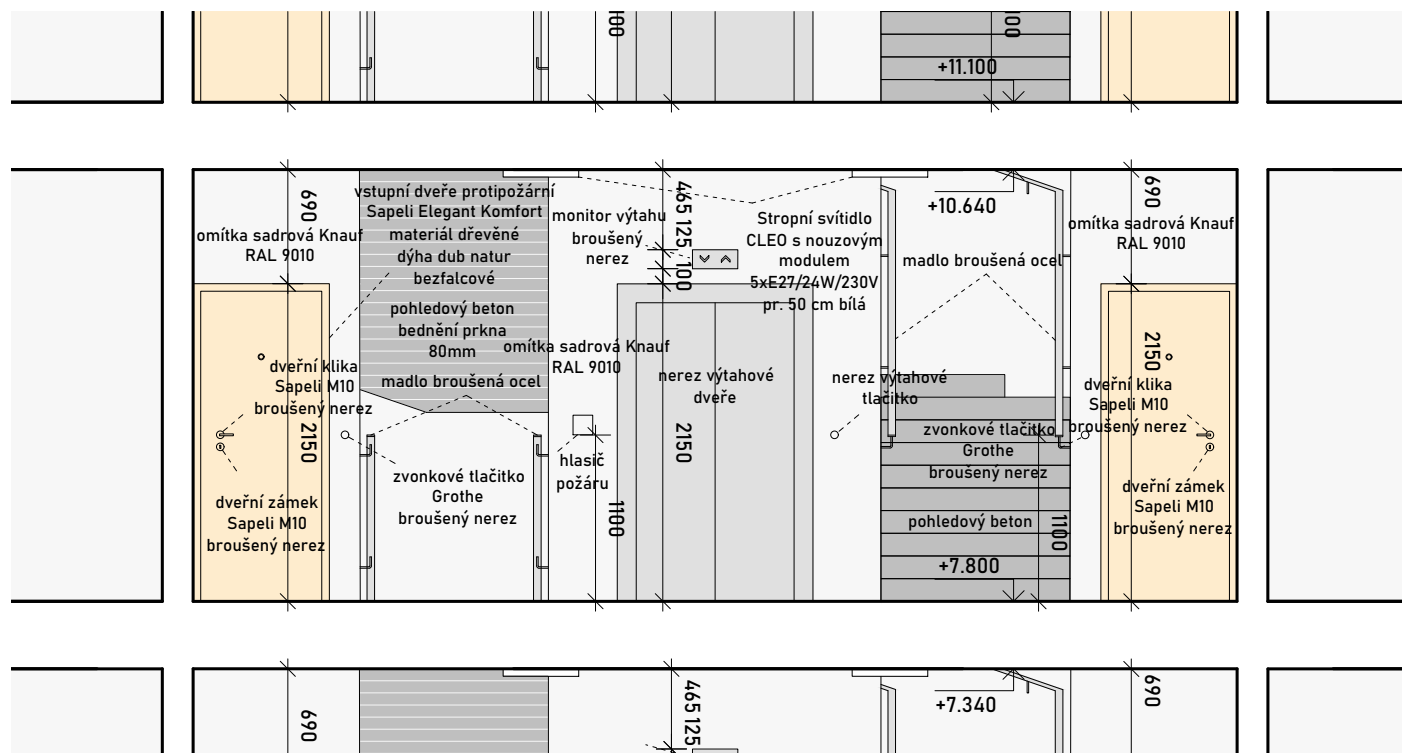 +11.100
690
vstupní dveře protipožární
Sapeli Elegant Komfort
materiál dřevěné
dýha dub natur
bezfalcové
omítka sadrová Knauf
RAL 9010
monitor výtahu
broušený
nerez
465 125
100
Stropní svítidlo
CLEO s nouzovým
modulem
5xE27/24W/230V
pr. 50 cm bílá
+10.640
madlo broušená ocel
690
omítka sadrová Knauf
RAL 9010
pohledový beton
bednění prkna
80mm
omítka sadrová Knauf
RAL 9010
madlo broušená ocel
dveřní klika
Sapeli M10
broušený nerez
2150
nerez výtahové
dveře
2150
nerez výtahové
tlačítko
2150
dveřní klika
Sapeli M10
broušený nerez
zvonkové tlačitko
Grothe
broušený nerez
hlasič
požáru
1100
zvonkové tlačitko
Grothe
broušený nerez
pohledový beton
1100
+7.800
dveřní zámek
Sapeli M10
broušený nerez
dveřní zámek
Sapeli M10
broušený nerez
690
465 125
+7.340
690